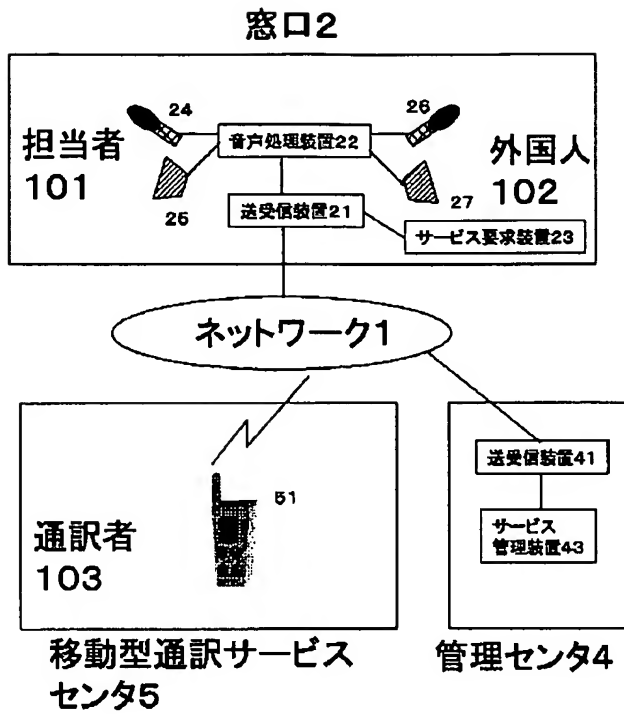 窓口2
24
26
担当者
101
音声処理装置22
外国人
102
25
27
送受信装置21
サービス要求装置23
ネットワーク1
通訳者
103
51
送受信装置41
サービス
管理装置43
移動型通訳サービス
センタ5
管理センタ4